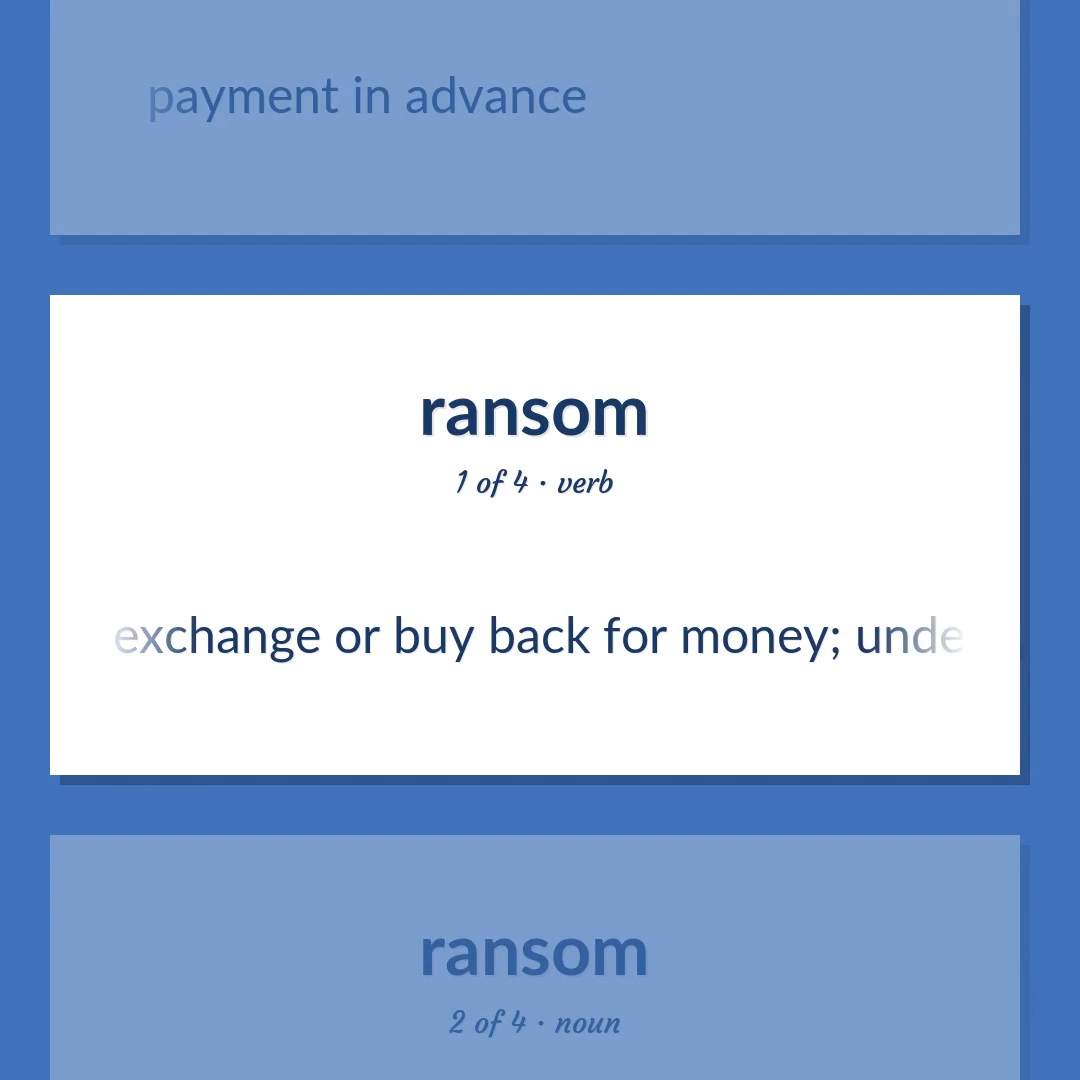 payment in advance
ransom
1 of 4 · verb
exchange or buy back for money; unde
ransom
2 of 4 · noun